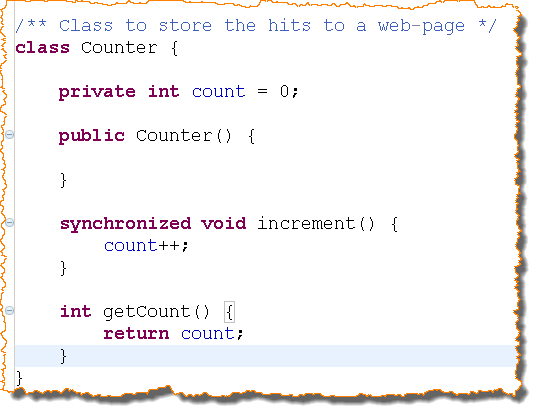 /** Class to store the hits to a web-page */
class Counter {
private int count = 0;
public Counter() {
}
synchronized void increment() {
count++;
}
int getCount() {
return count;
}
}